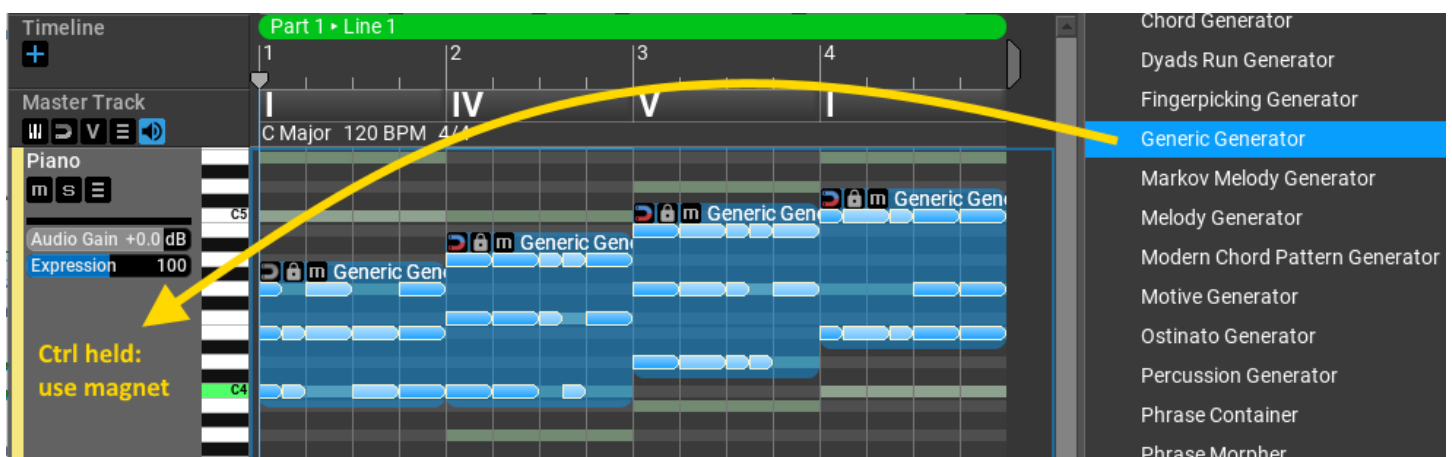 Timeline
Part 1 ▸ Line 1
1 2 3 4
Master Track
I IV V I
V
C Major 120 BPM 4/4
Piano
m s
C5
Audio Gain +0.0 dB
Expression 100
m Generic Gen
m Generic Gen
m Generic Gen
m Generic Gen
C4
Ctrl held:
use magnet
Chord Generator
Dyads Run Generator
Fingerpicking Generator
Generic Generator
Markov Melody Generator
Melody Generator
Modern Chord Pattern Generator
Motive Generator
Ostinato Generator
Percussion Generator
Phrase Container
Phrase Morpher